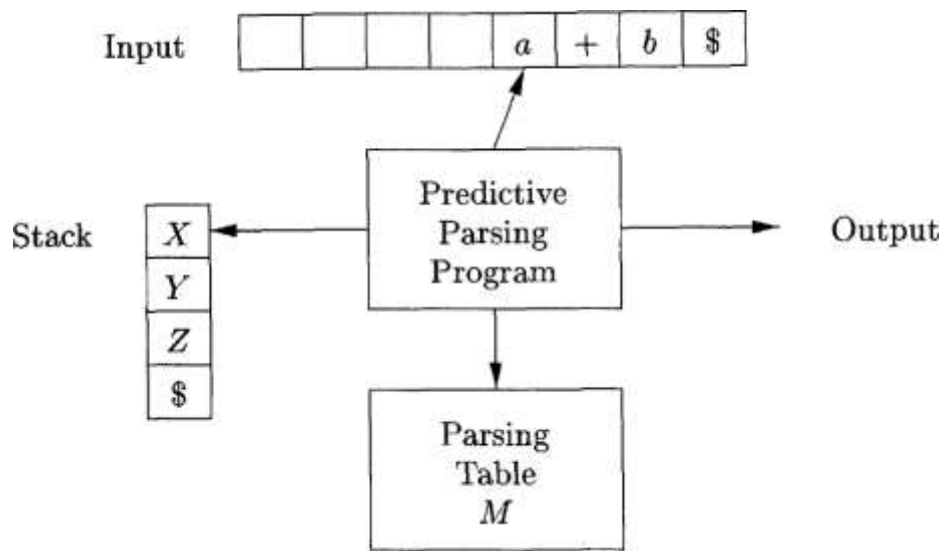 Input
a + b $
Predictive
Parsing
Program
Stack
X
Y
Z
$
Output
Parsing
Table
M